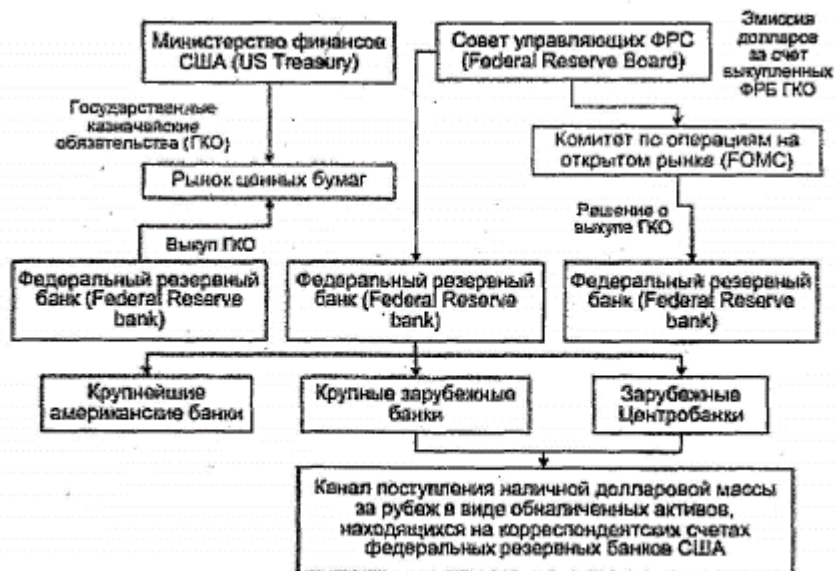 Министерство финансов
США (US Treasury)
Совет управляющих ФРС
(Federal Reserve Board)
Эмиссия
долларов
за счет
выкупленных
ФРБ ГКО
Государственные
казначейские
обязательства (ГКО)
Комитет по операциям на
открытом рынке (FOMC)
Рынок ценных бумаг
Решение о
выкупе ГКО
Выкуп ГКО
Федеральный резервный
банк (Federal Reserve
bank)
Федеральный резервный
банк (Federal Reserve
bank)
Федеральный резервный
банк (Federal Reserve
bank)
Крупнейшие
американские банки
Крупные зарубежные
банки
Зарубежные
Центробанки
Канал поступления наличной долларовой массы
за рубеж в виде обналиченных активов,
находящихся на корреспондентских счетах
федеральных резервных банков США